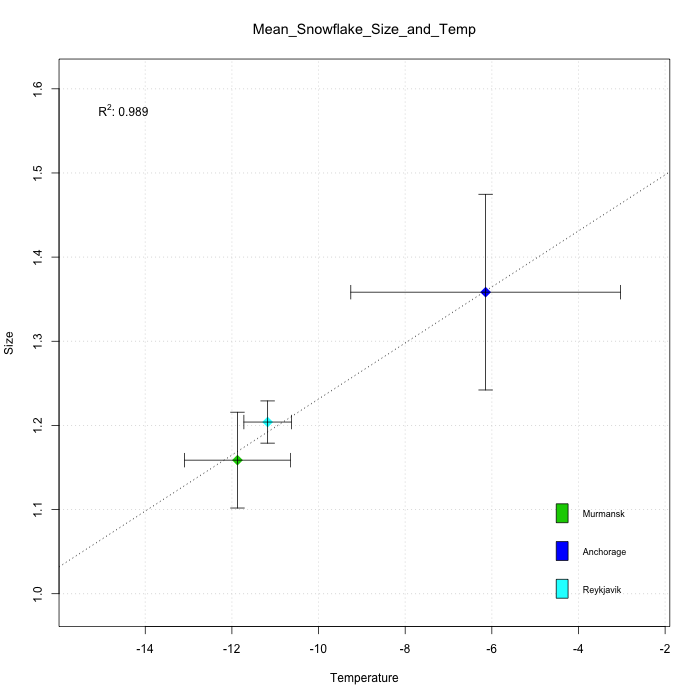 Mean_Snowflake_Size_and_Temp
R²: 0.989
1.6
1.5
1.4
1.3
1.2
1.1
1.0
Size
Murmansk
Anchorage
Reykjavik
-14 -12 -10 -8 -6 -4 -2
Temperature